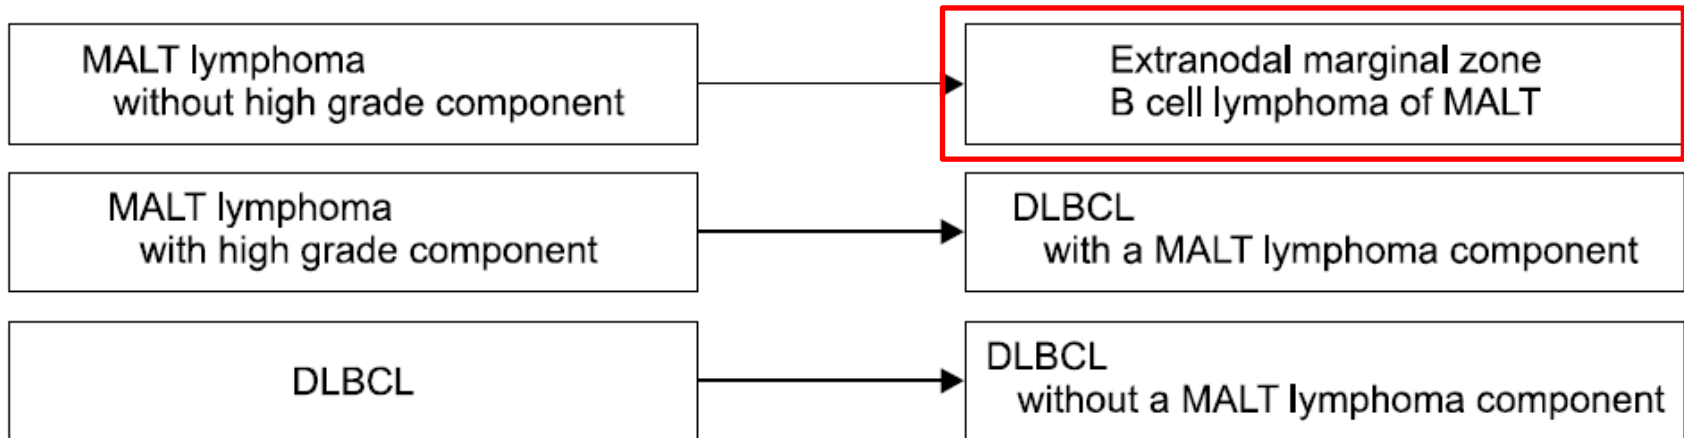 MALT lymphoma
without high grade component
Extranodal marginal zone
B cell lymphoma of MALT
MALT lymphoma
with high grade component
DLBCL
with a MALT lymphoma component
DLBCL
DLBCL
without a MALT lymphoma component